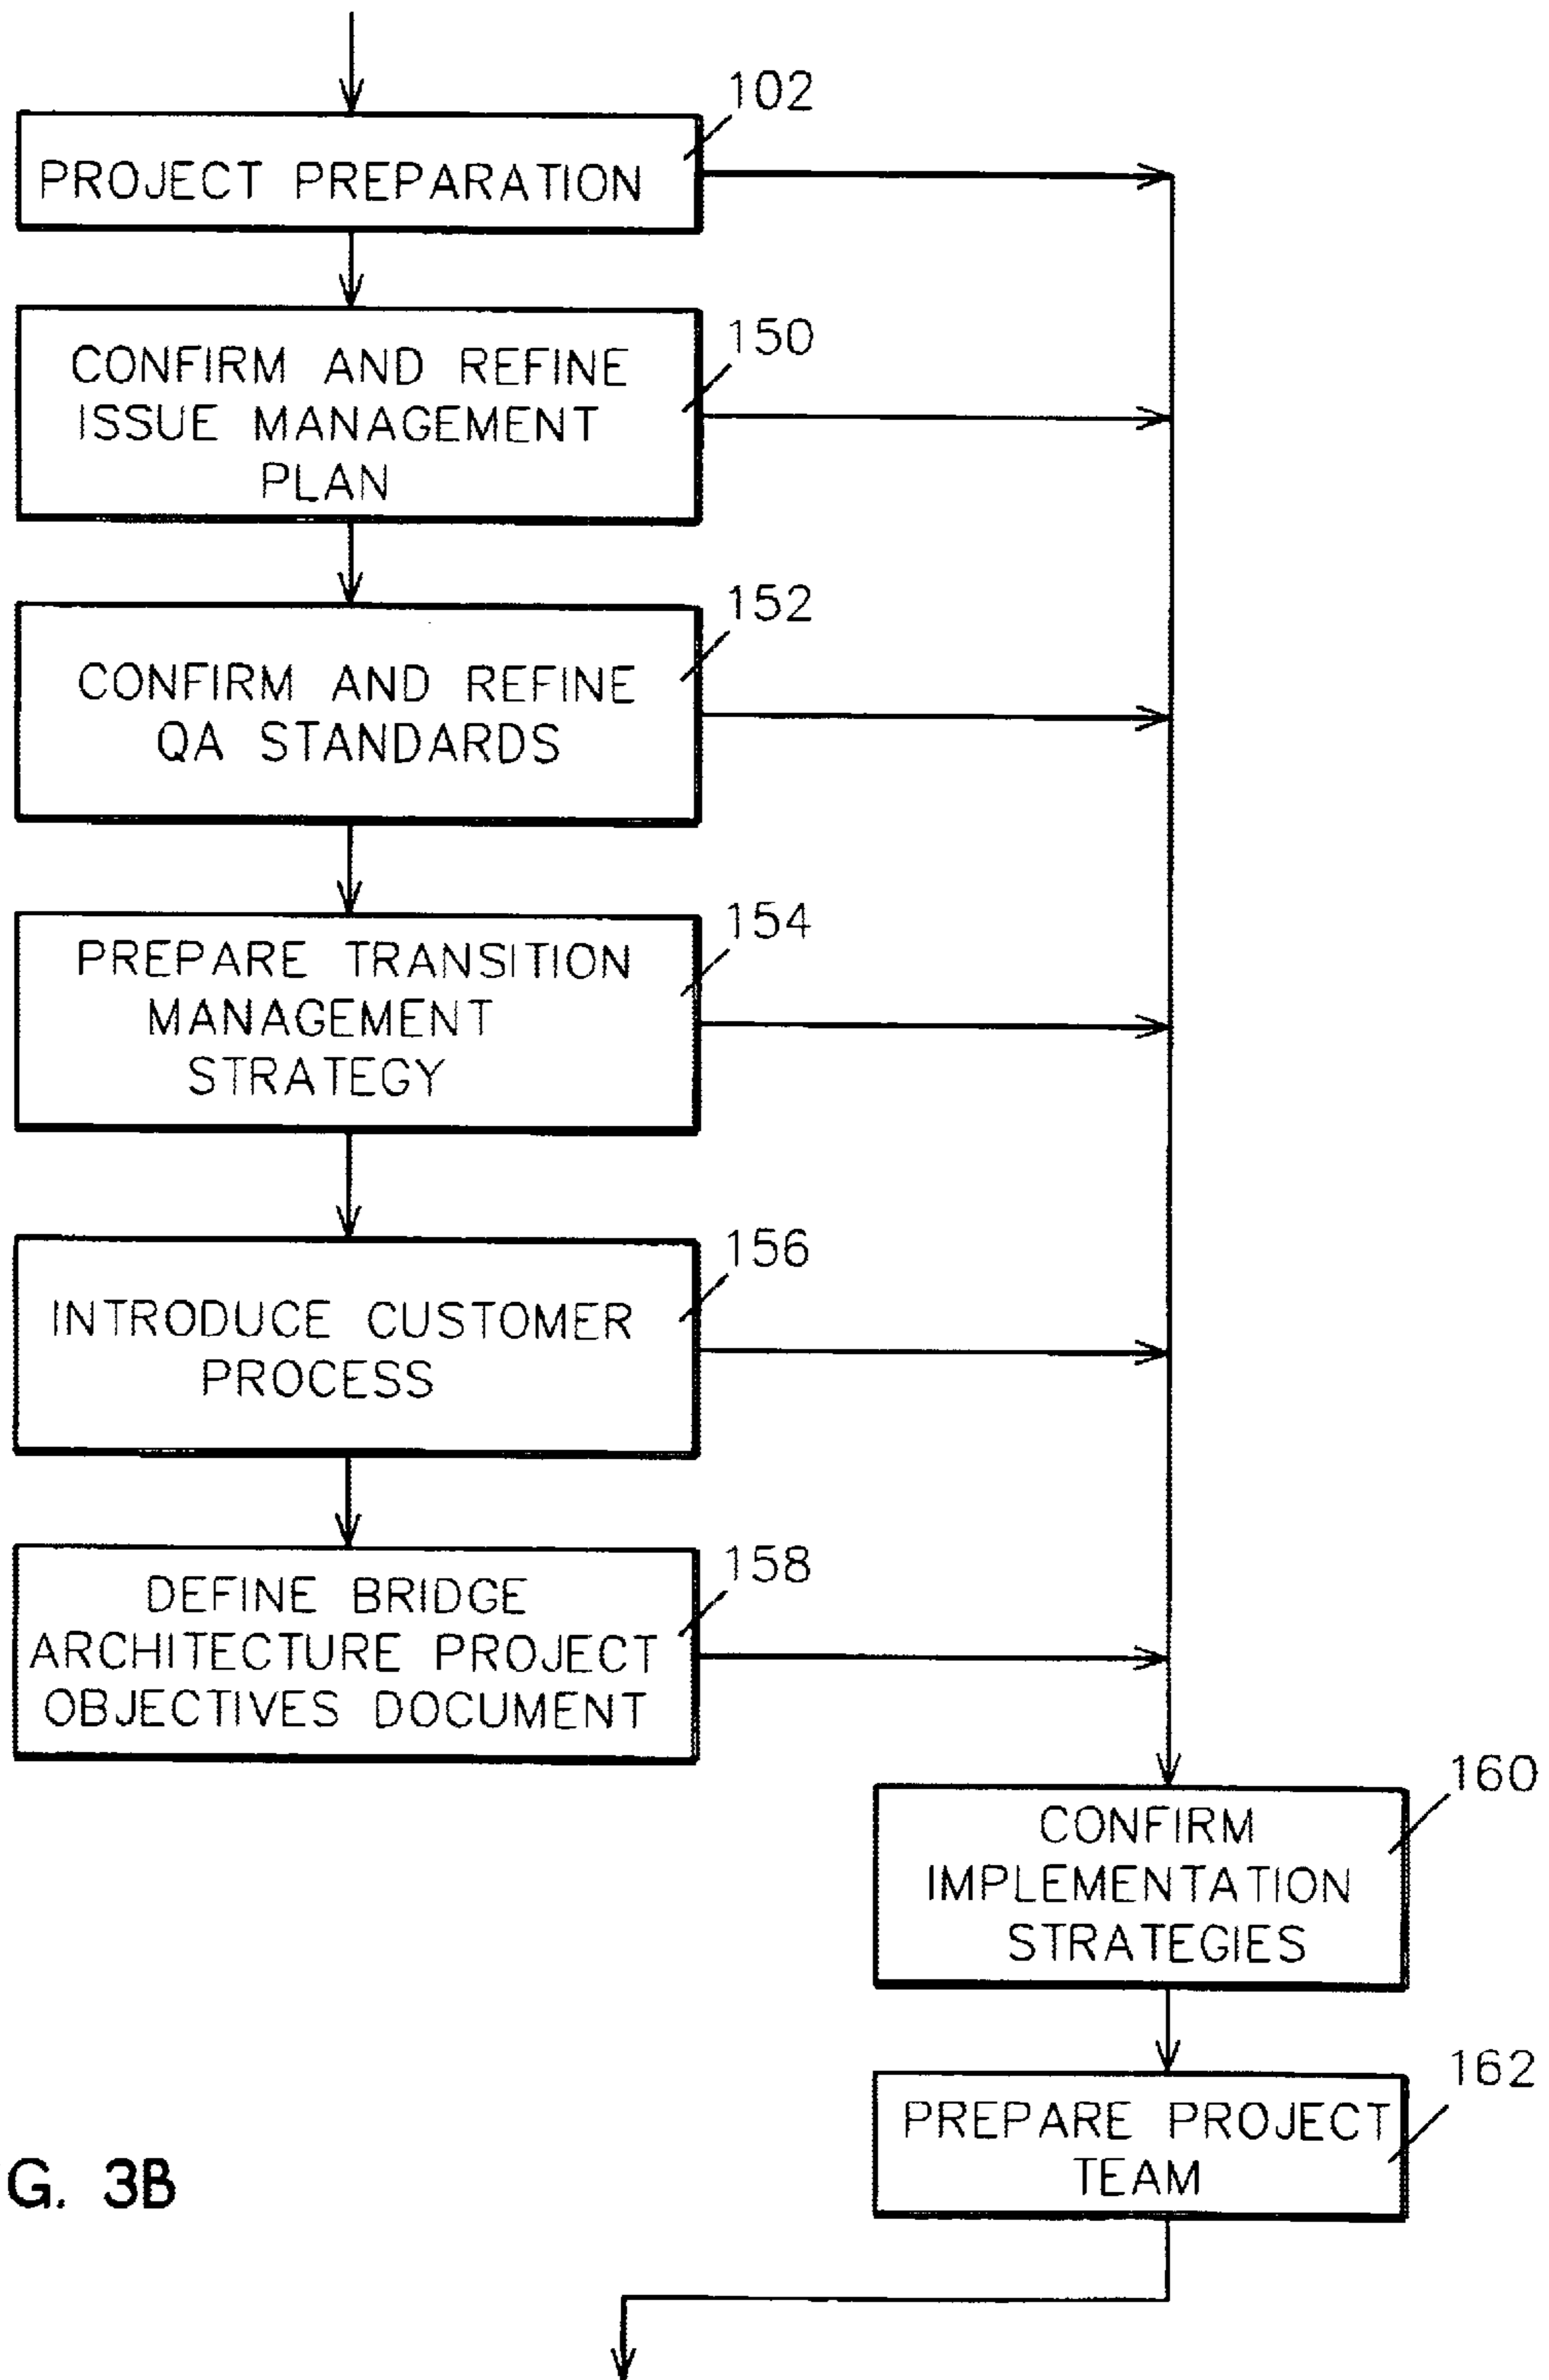 102
PROJECT PREPARATION
150
CONFIRM AND REFINE
ISSUE MANAGEMENT
PLAN
152
CONFIRM AND REFINE
QA STANDARDS
154
PREPARE TRANSITION
MANAGEMENT
STRATEGY
156
INTRODUCE CUSTOMER
PROCESS
158
DEFINE BRIDGE
ARCHITECTURE PROJECT
OBJECTIVES DOCUMENT
160
CONFIRM
IMPLEMENTATION
STRATEGIES
162
PREPARE PROJECT
TEAM
G. 3B